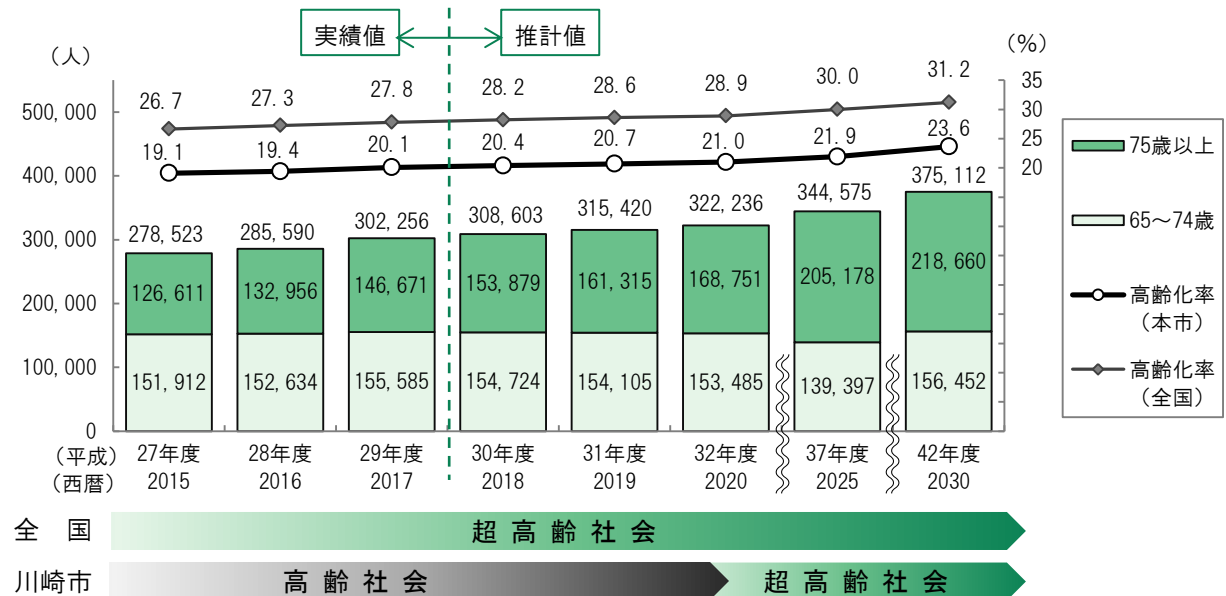 実績値 推計値
(人) (%)
26.7 27.3 27.8 28.2 28.6 28.9 30.0 31.2
19.1 19.4 20.1 20.4 20.7 21.0 21.9 23.6
500,000
400,000
300,000
200,000
100,000
0
35
30
25
20
278,523 285,590 302,256 308,603 315,420 322,236 344,575 375,112
126,611 132,956 146,671 153,879 161,315 168,751 205,178 218,660
151,912 152,634 155,585 154,724 154,105 153,485 139,397 156,452
75歳以上
65～74歳
高齢化率
(本市)
高齢化率
(全国)
(平成) 27年度 28年度 29年度 30年度 31年度 32年度 37年度 42年度
(西暦) 2015 2016 2017 2018 2019 2020 2025 2030
全 国 超高齢社会
川崎市 高齢社会 超高齢社会